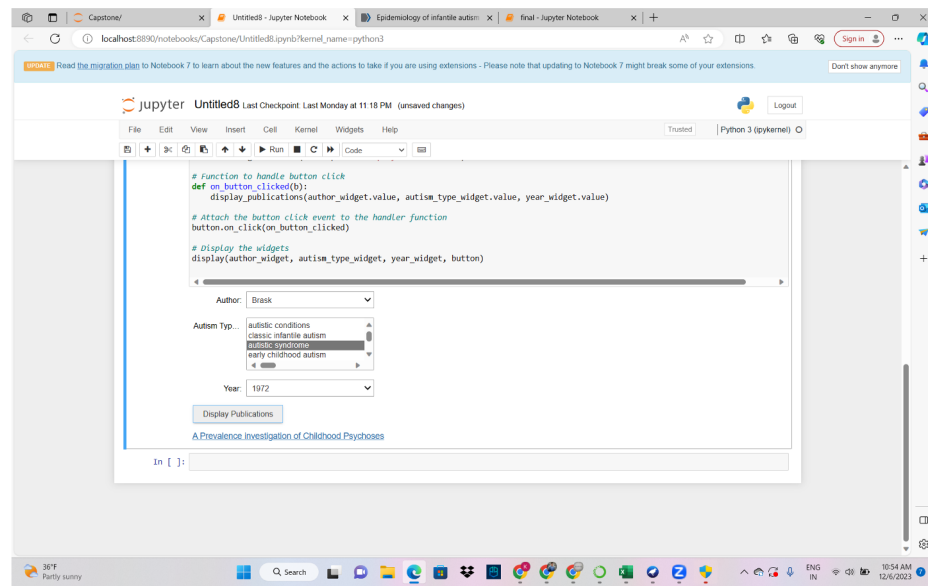 Capstone/
Untitled8 - Jupyter Notebook
Epidemiology of infantile autism
final - Jupyter Notebook
localhost:8890/notebooks/Capstone/Untitled8.ipynb?kernel_name=python3
Sign in
UPDATE Read the migration plan to Notebook 7 to learn about the new features and the actions to take if you are using extensions - Please note that updating to Notebook 7 might break some of your extensions.
Don't show anymore
jupyter Untitled8 Last Checkpoint: Last Monday at 11:18 PM (unsaved changes)
Logout
File Edit View Insert Cell Kernel Widgets Help
Trusted
Python 3 (ipykernel)
Run
Code
# Function to handle button click
def on_button_clicked(b):
display_publications(author_widget.value, autism_type_widget.value, year_widget.value)
# Attach the button click event to the handler function
button.on_click(on_button_clicked)
# Display the widgets
display(author_widget, autism_type_widget, year_widget, button)
Author: Brask
Autism Typ...
autistic conditions
classic infantile autism
autistic syndrome
early childhood autism
Year: 1972
Display Publications
A Prevalence investigation of Childhood Psychoses
In [ ]:
36°F
Partly sunny
Search
ENG
IN
10:54 AM
12/6/2023